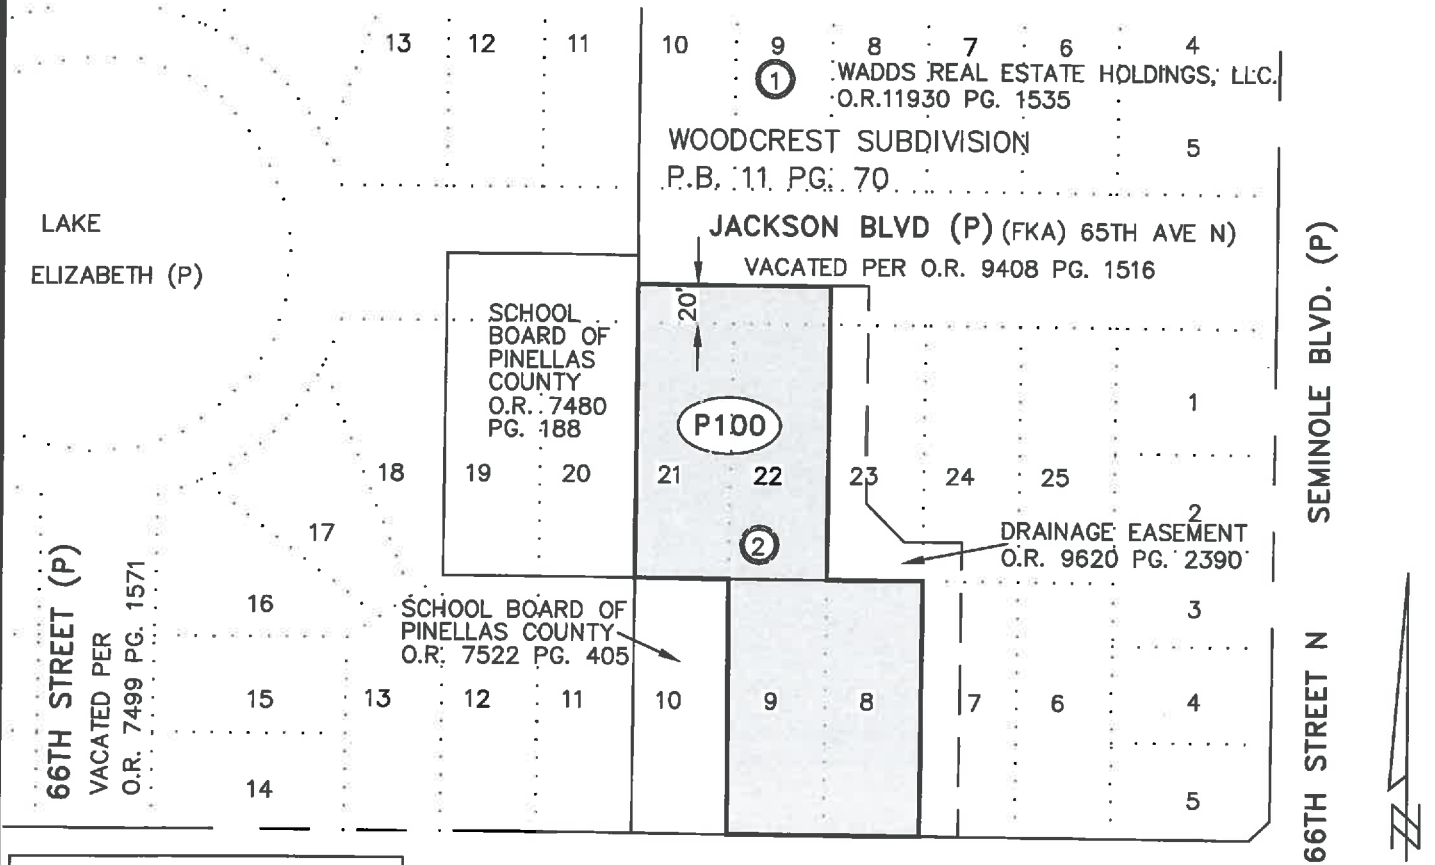 13 12 11 10 9 8 7 6 4
1
WADDS REAL ESTATE HOLDINGS, LLC.
O.R.11930 PG. 1535
WOODCREST SUBDIVISION
5
P.B. 11 PG. 70
LAKE
ELIZABETH (P)
JACKSON BLVD (P) (FKA) 65TH AVE N)
VACATED PER O.R. 9408 PG. 1516
SEMINOLE BLVD. (P)
20'
SCHOOL
BOARD OF
PINELLAS
COUNTY
O.R. 7480
PG. 188
P100
1
18 19 20 21 22 23 24 25
2
17
2
DRAINAGE EASEMENT
O.R. 9620 PG. 2390
66TH STREET (P)
VACATED PER
O.R. 7499 PG. 1571
16
SCHOOL BOARD OF
PINELLAS COUNTY
O.R. 7522 PG. 405
3
15 13 12 11 10 9 8 7 6 4
14
5
66TH STREET N
N